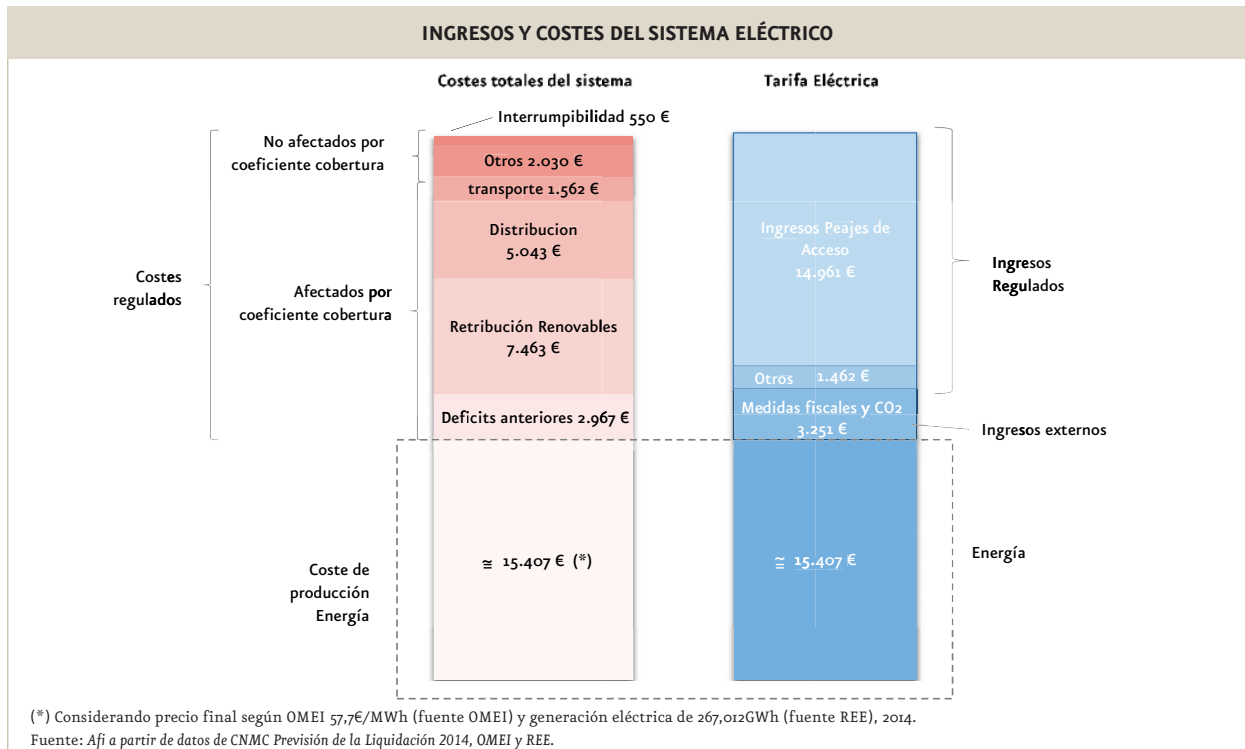 INGRESOS Y COSTES DEL SISTEMA ELÉCTRICO
Costes totales del sistema
Tarifa Eléctrica
Interrumpibilidad 550 €
No afectados por
coeficiente cobertura
Otros 2.030 €
transporte 1.562 €
Distribucion
5.043 €
Ingresos Peajes de
Acceso
14.961 €
Costes
regulados
Afectados por
coeficiente cobertura
Ingresos
Regulados
Retribución Renovables
7.463 €
Otros 1.462 €
Deficits anteriores 2.967 €
Medidas fiscales y CO2
3.251 €
Ingresos externos
≅ 15.407 € (*)
≅ 15.407 €
Energía
Coste de
producción
Energía
(*) Considerando precio final según OMEI 57,7€/MWh (fuente OMEI) y generación eléctrica de 267,012GWh (fuente REE), 2014.
Fuente: Afi a partir de datos de CNMC Previsión de la Liquidación 2014, OMEI y REE.